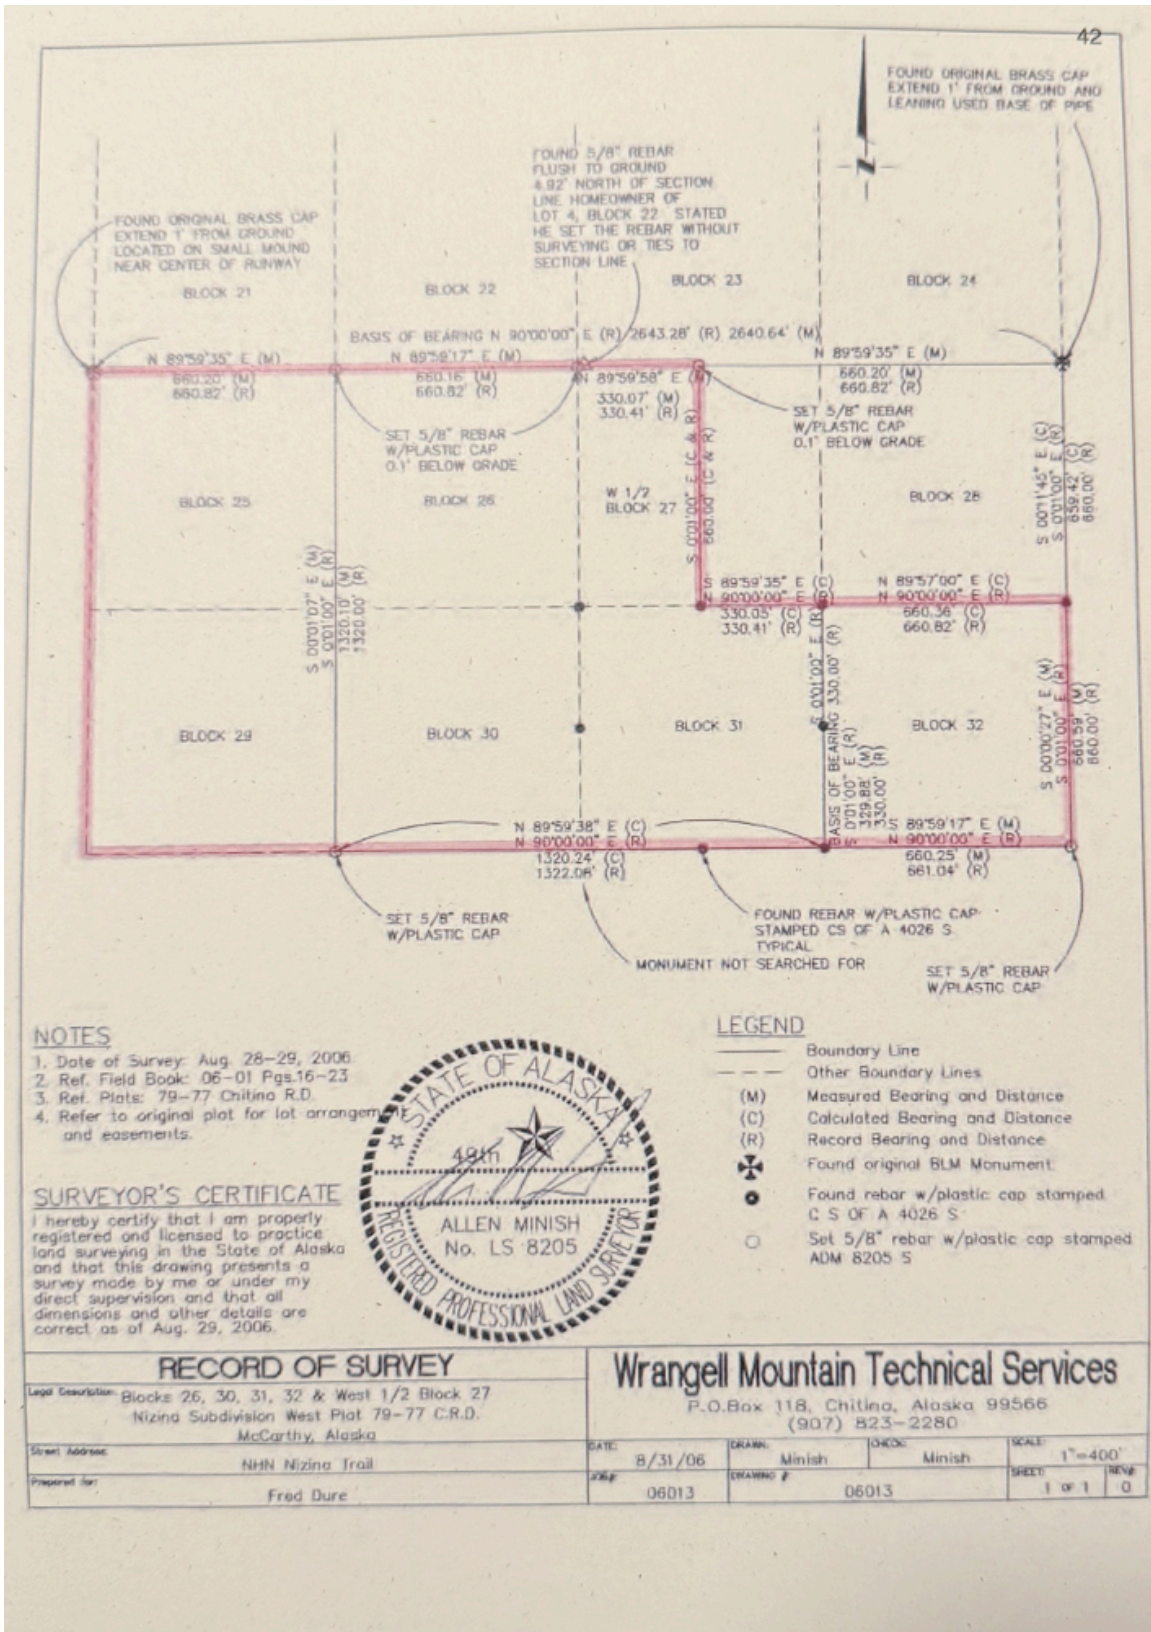 42
FOUND ORIGINAL BRASS CAP
EXTEND 1' FROM GROUND AND
LEANING USED BASE OF PIPE
FOUND 5/8" REBAR
FLUSH TO GROUND
4.92' NORTH OF SECTION
LINE HOMEOWNER OF
LOT 4, BLOCK 22 STATED
HE SET THE REBAR WITHOUT
SURVEYING OR TIES TO
SECTION LINE
FOUND ORIGINAL BRASS CAP
EXTEND 1' FROM GROUND
LOCATED ON SMALL MOUND
NEAR CENTER OF RUNWAY
BLOCK 21
BLOCK 22
BLOCK 23
BLOCK 24
BASIS OF BEARING N 90°00'00" E (R) 2643.28' (R) 2640.64' (M)
N 89°59'35" E (M)
660.20' (M)
660.82' (R)
N 89°59'17" E (M)
660.16' (M)
660.82' (R)
N 89°59'58" E (M)
330.07' (M)
330.41' (R)
N 89°59'35" E (M)
660.20' (M)
660.82' (R)
SET 5/8" REBAR
W/PLASTIC CAP
0.1' BELOW GRADE
SET 5/8" REBAR
W/PLASTIC CAP
0.1' BELOW GRADE
S 0°01'00" E (C & R)
660.00' (C & R)
S 00°11'45" E (C)
S 0°01'00" E (R)
659.42' (C)
660.00' (R)
BLOCK 25
BLOCK 26
W 1/2
BLOCK 27
BLOCK 28
S 00°01'07" E (M)
S 0°01'00" E (R)
1320.10' (M)
1320.00' (R)
S 89°59'35" E (C)
N 90°00'00" E (R)
330.05' (C)
330.41' (R)
N 89°57'00" E (C)
N 90°00'00" E (R)
660.36' (C)
660.82' (R)
S 0°01'00" E (R)
BASIS OF BEARING 330.00' (R)
S 0°01'00" E (R)
329.88' (M)
330.00' (R)
S 00°00'27" E (M)
S 0°01'00" E (R)
660.59' (M)
660.00' (R)
BLOCK 29
BLOCK 30
BLOCK 31
BLOCK 32
N 89°59'38" E (C)
N 90°00'00" E (R)
1320.24' (C)
1322.08' (R)
S 89°59'17" E (M)
N 90°00'00" E (R)
660.25' (M)
661.04' (R)
SET 5/8" REBAR
W/PLASTIC CAP
FOUND REBAR W/PLASTIC CAP
STAMPED CS OF A 4026 S
TYPICAL
MONUMENT NOT SEARCHED FOR
SET 5/8" REBAR
W/PLASTIC CAP
NOTES
1. Date of Survey: Aug. 28-29, 2006
2. Ref. Field Book: 06-01 Pgs.16-23
3. Ref. Plats: 79-77 Chitina R.D.
4. Refer to original plot for lot arrangement
and easements.
SURVEYOR'S CERTIFICATE
I hereby certify that I am properly
registered and licensed to practice
land surveying in the State of Alaska
and that this drawing presents a
survey made by me or under my
direct supervision and that all
dimensions and other details are
correct as of Aug. 29, 2006.
STATE OF ALASKA
49th
ALLEN MINISH
No. LS 8205
REGISTERED PROFESSIONAL LAND SURVEYOR
LEGEND
Boundary Line
Other Boundary Lines
(M) Measured Bearing and Distance
(C) Calculated Bearing and Distance
(R) Record Bearing and Distance
Found original BLM Monument
Found rebar w/plastic cap stamped
C S OF A 4026 S
Set 5/8" rebar w/plastic cap stamped
ADM 8205 S
RECORD OF SURVEY
Legal Description: Blocks 26, 30, 31, 32 & West 1/2 Block 27
Nizina Subdivision West Plat 79-77 C.R.D.
McCarthy, Alaska
Street Address: NHN Nizina Trail
Prepared for: Fred Dure
Wrangell Mountain Technical Services
P.O.Box 118, Chitina, Alaska 99566
(907) 823-2280
DATE: 8/31/06
DRAWN: Minish
CHECK: Minish
SCALE: 1"=400'
JOB# 06013
DRAWING # 06013
SHEET: 1 OF 1
REV# 0